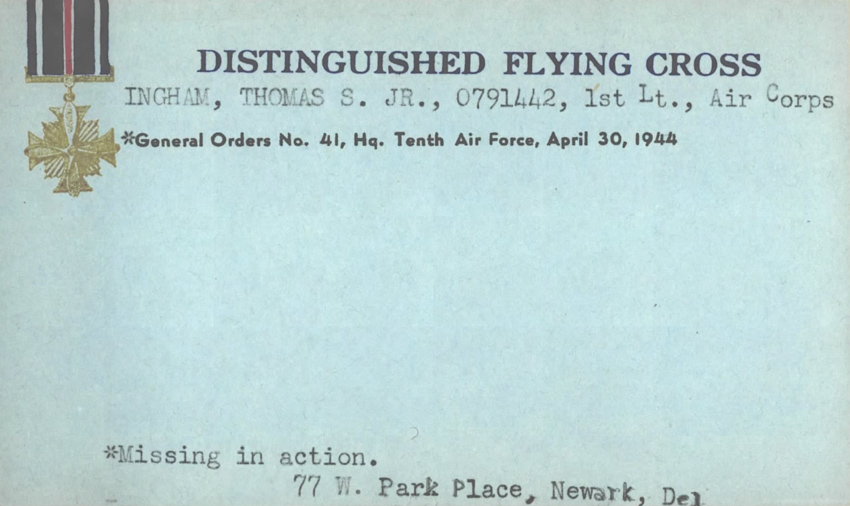 DISTINGUISHED FLYING CROSS
INGHAM, THOMAS S. JR., 0791442, 1st Lt., Air Corps
*General Orders No. 41, Hq. Tenth Air Force, April 30, 1944
*Missing in action.
77 W. Park Place, Newark, Del